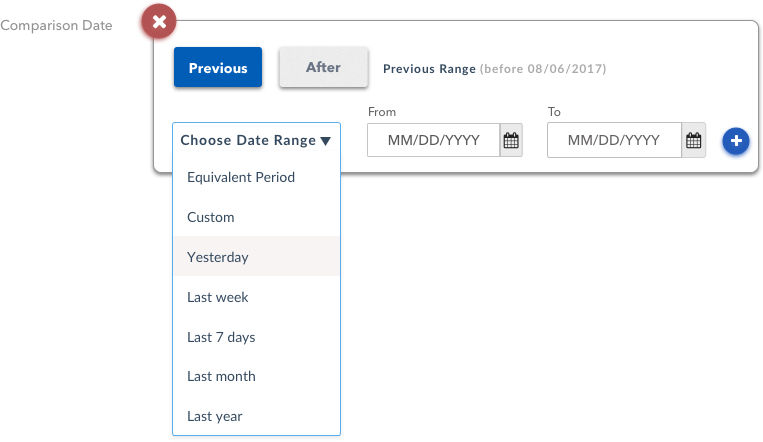 Comparison Date
Previous
After
Previous Range (before 08/06/2017)
From
To
Choose Date Range
MM/DD/YYYY
MM/DD/YYYY
Equivalent Period
Custom
Yesterday
Last week
Last 7 days
Last month
Last year